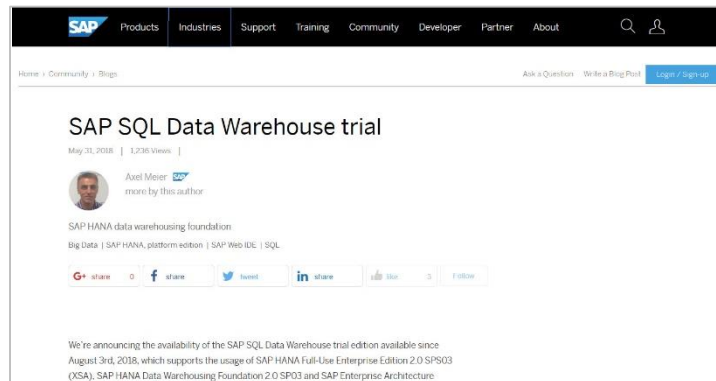 SAP Products Industries Support Training Community Developer Partner About
Home › Community › Blogs Ask a Question Write a Blog Post Login / Sign-up
SAP SQL Data Warehouse trial
May 31, 2018 | 1,236 Views |
Axel Meier SAP
more by this author
SAP HANA data warehousing foundation
Big Data | SAP HANA, platform edition | SAP Web IDE | SQL
G+ share 0 f share tweet in share like 3 Follow
We're announcing the availability of the SAP SQL Data Warehouse trial edition available since
August 3rd, 2018, which supports the usage of SAP HANA Full-Use Enterprise Edition 2.0 SPS03
(XSA), SAP HANA Data Warehousing Foundation 2.0 SP03 and SAP Enterprise Architecture